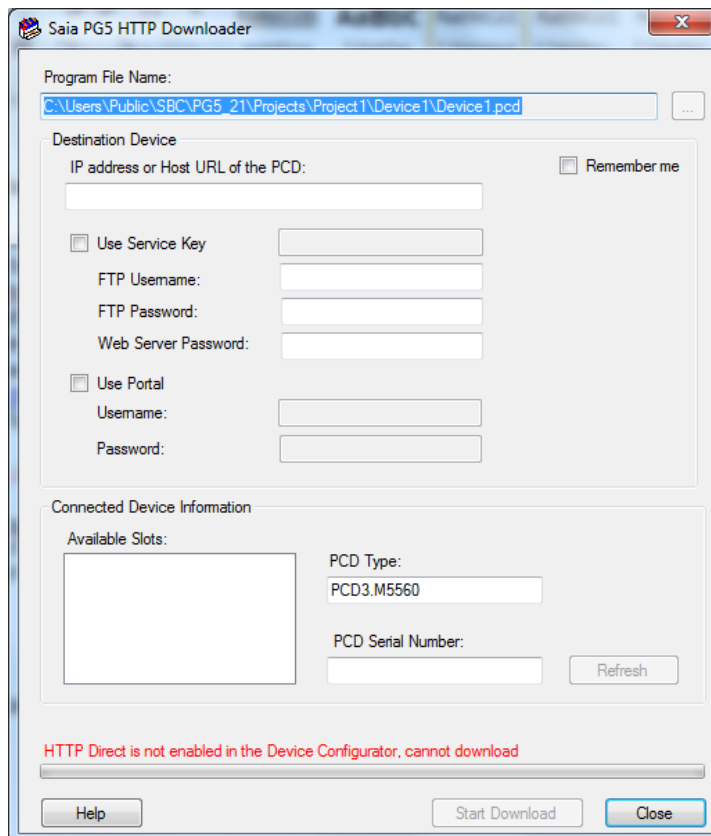 Saia PG5 HTTP Downloader
Program File Name:
C:\Users\Public\SBC\PG5_21\Projects\Project1\Device1\Device1.pcd
...
Destination Device
IP address or Host URL of the PCD:
Remember me
Use Service Key
FTP Username:
FTP Password:
Web Server Password:
Use Portal
Username:
Password:
Connected Device Information
Available Slots:
PCD Type:
PCD3.M5560
PCD Serial Number:
Refresh
HTTP Direct is not enabled in the Device Configurator, cannot download
Help
Start Download
Close